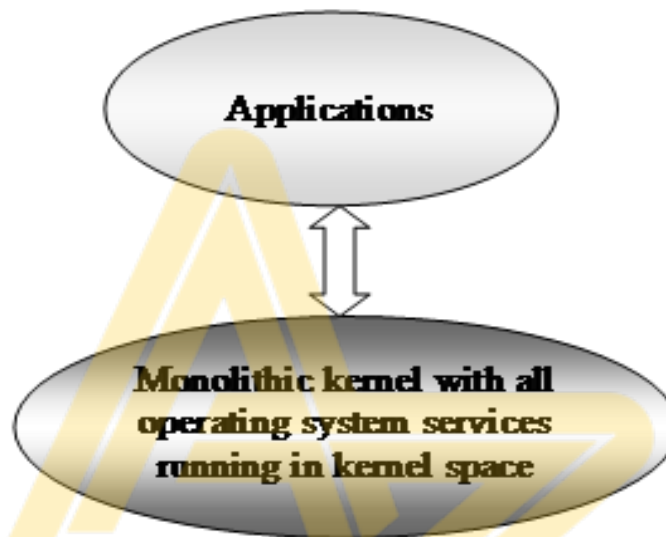 Applications
Monolithic kernel with all
operating system services
running in kernel space